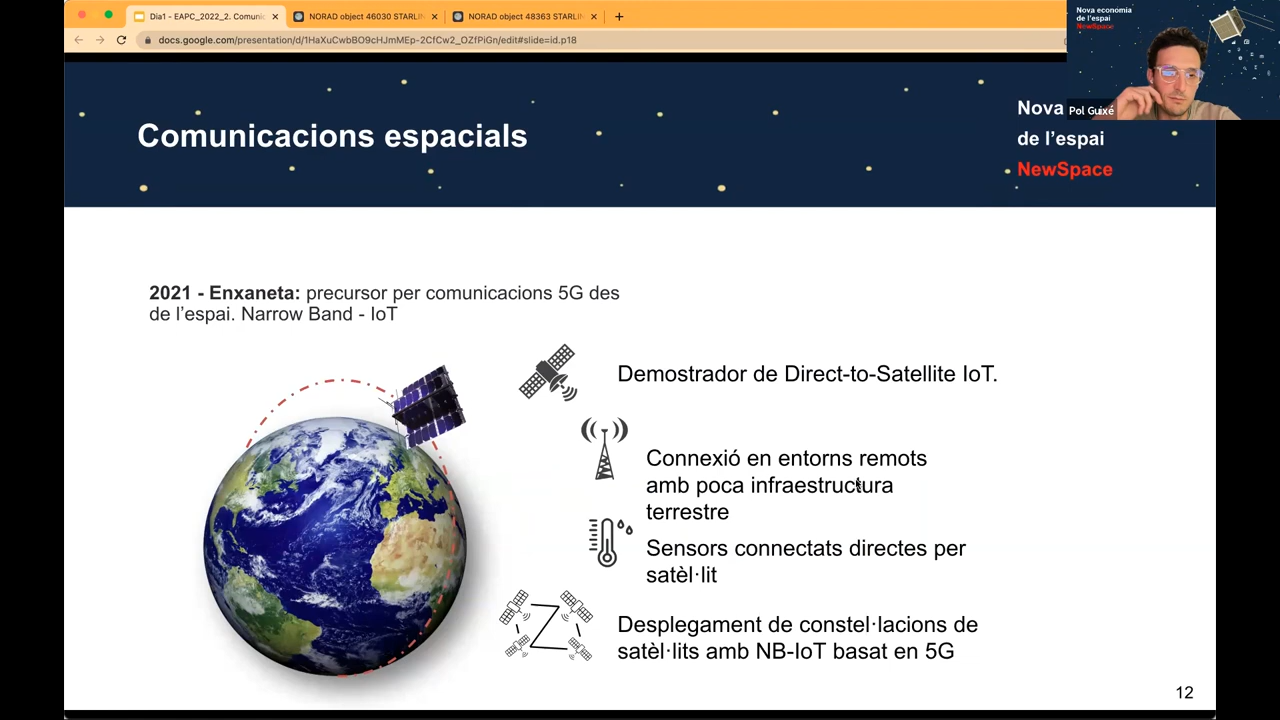 Dia1 - EAPC_2022_2. Comunic
NORAD object 46030 STARLIN
NORAD object 48363 STARLIN
docs.google.com/presentation/d/1HaXuCwbBO9cHJmMEp-2CfCw2_OZfPiGn/edit#slide=id.p18
Nova economia
de l'espai
NewSpace
Pol Guixé
Comunicacions espacials
Nova
de l'espai
NewSpace
2021 - Enxaneta: precursor per comunicacions 5G des
de l'espai. Narrow Band - IoT
Demostrador de Direct-to-Satellite IoT.
Connexió en entorns remots
amb poca infraestructura
terrestre
Sensors connectats directes per
satèl·lit
Desplegament de constel·lacions de
satèl·lits amb NB-IoT basat en 5G
12